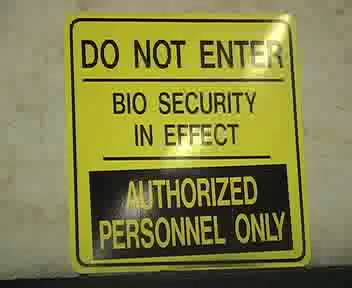 DO NOT ENTER
BIO SECURITY
IN EFFECT
AUTHORIZED
PERSONNEL ONLY